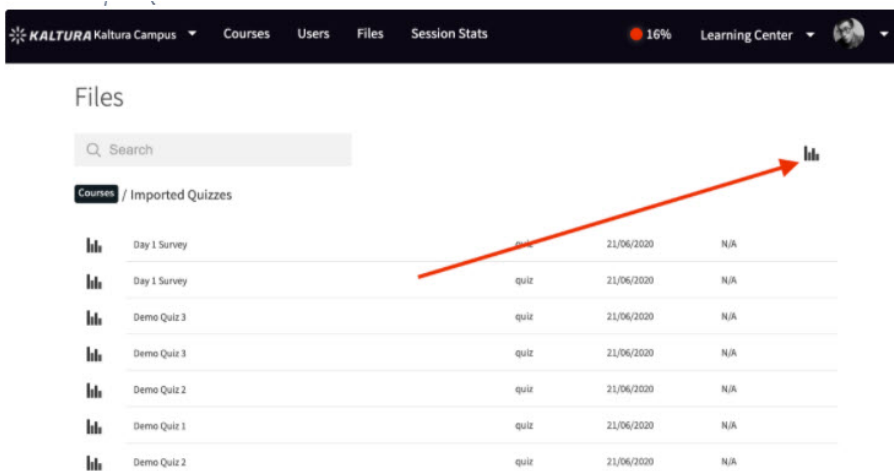 KALTURA Kaltura Campus Courses Users Files Session Stats 16% Learning Center
Files
Search
Courses / Imported Quizzes
Day 1 Survey quiz 21/06/2020 N/A
Day 1 Survey quiz 21/06/2020 N/A
Demo Quiz 3 quiz 21/06/2020 N/A
Demo Quiz 3 quiz 21/06/2020 N/A
Demo Quiz 2 quiz 21/06/2020 N/A
Demo Quiz 1 quiz 21/06/2020 N/A
Demo Quiz 2 quiz 21/06/2020 N/A